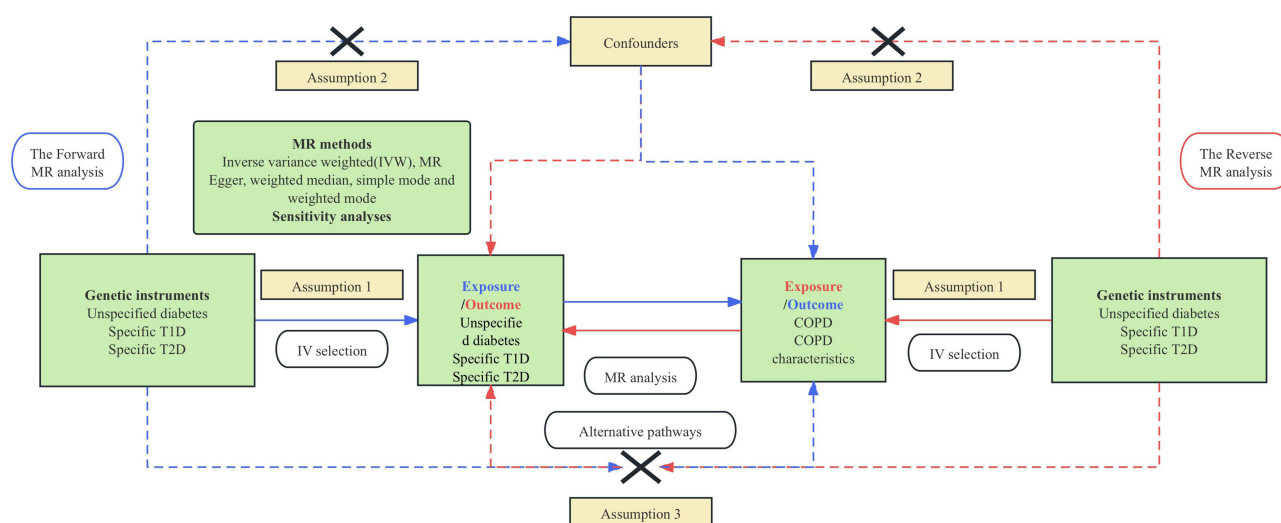 Confounders
Assumption 2
Assumption 2
The Forward
MR analysis
MR methods
Inverse variance weighted(IVW), MR
Egger, weighted median, simple mode and
weighted mode
Sensitivity analyses
The Reverse
MR analysis
Genetic instruments
Unspecified diabetes
Specific T1D
Specific T2D
Assumption 1
IV selection
Exposure
/Outcome
Unspecifie
d diabetes
Specific T1D
Specific T2D
MR analysis
Exposure
/Outcome
COPD
COPD
characteristics
Assumption 1
IV selection
Genetic instruments
Unspecified diabetes
Specific T1D
Specific T2D
Alternative pathways
Assumption 3